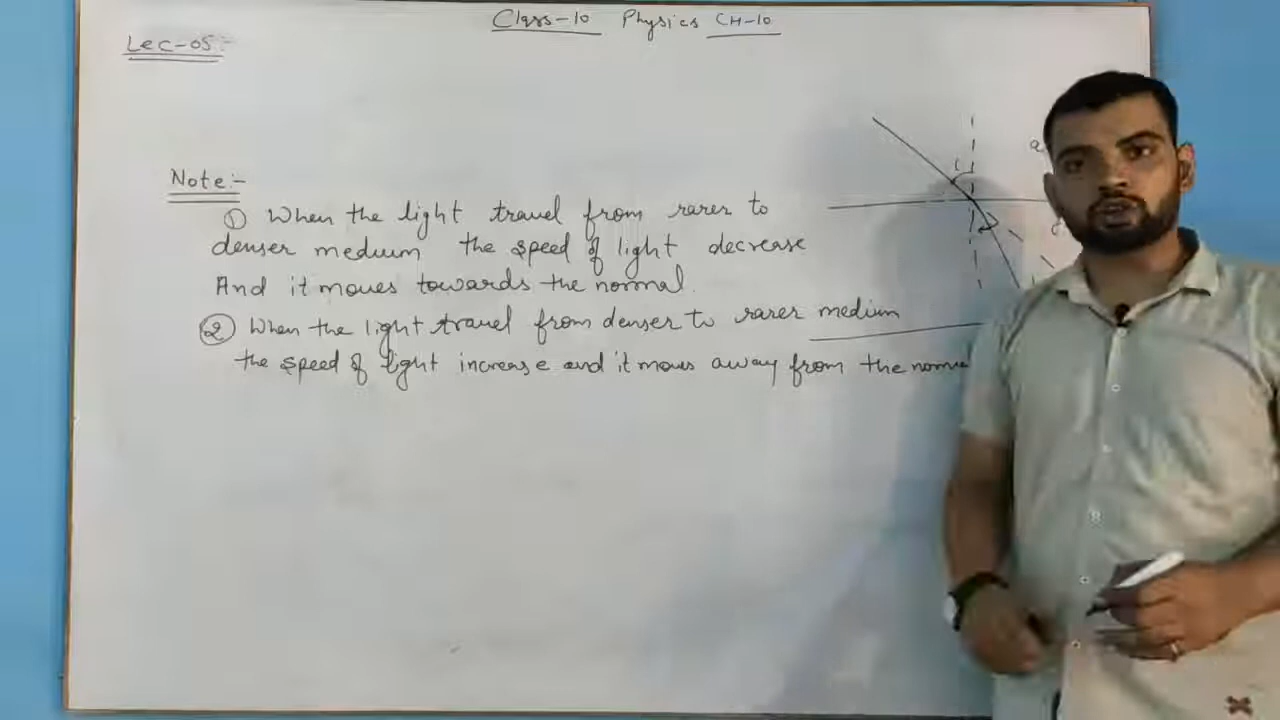 Class-10 Physics CH-10
Lec-05:-
Note:-
① When the light travel from rarer to
denser medium the speed of light decrease
And it moves towards the normal.
② When the light travel from denser to rarer medium
the speed of light increase and it moves away from the normal
i
a